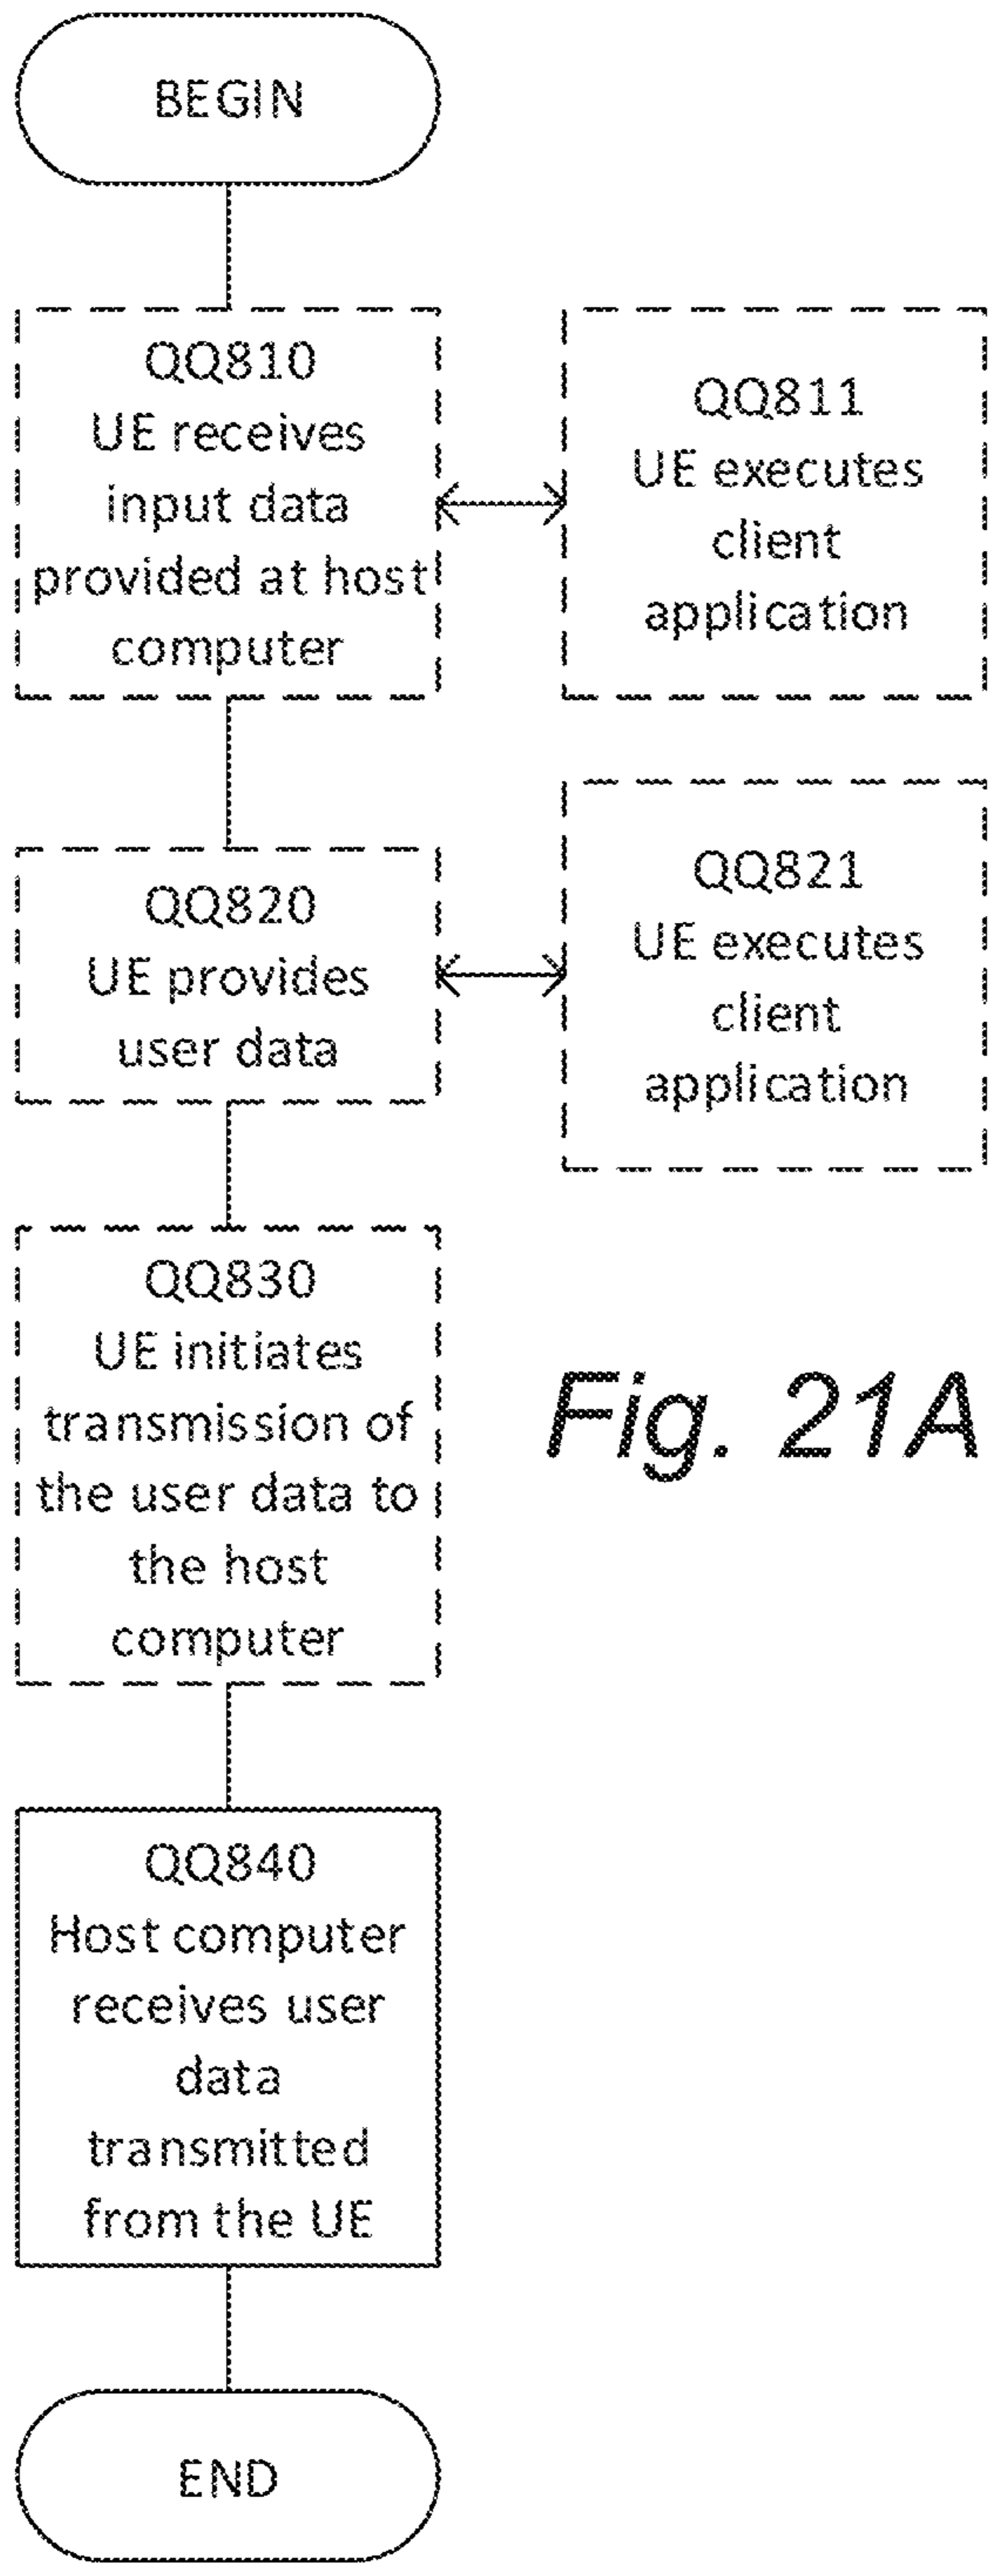 BEGIN
QQ810
UE receives
input data
provided at host
computer
QQ811
UE executes
client
application
QQ820
UE provides
user data
QQ821
UE executes
client
application
QQ830
UE initiates
transmission of
the user data to
the host
computer
Fig. 21A
QQ840
Host computer
receives user
data
transmitted
from the UE
END